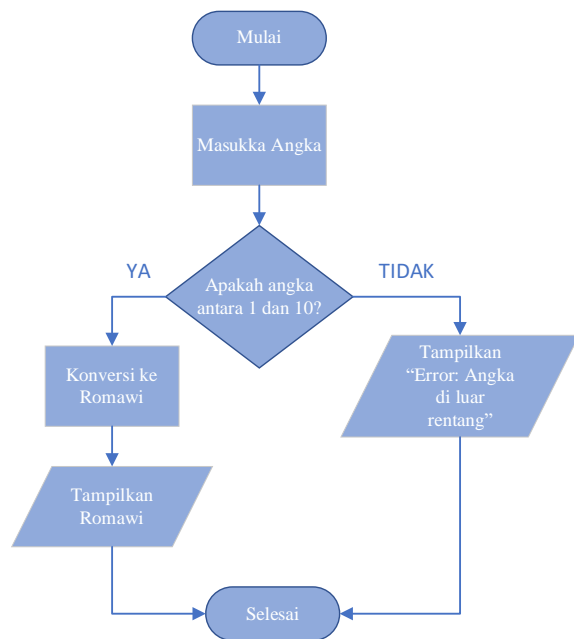 Mulai
Masukka Angka
Apakah angka
antara 1 dan 10?
YA
TIDAK
Konversi ke
Romawi
Tampilkan
“Error: Angka
di luar
rentang”
Tampilkan
Romawi
Selesai